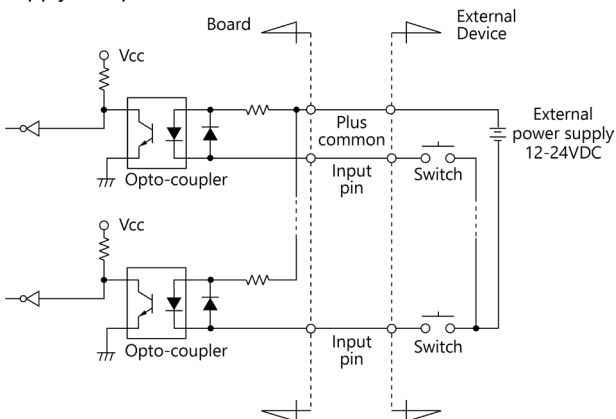 Board
External
Device
Vcc
Plus
common
External
power supply
12-24VDC
Opto-coupler
Input
pin
Switch
Vcc
Opto-coupler
Input
pin
Switch